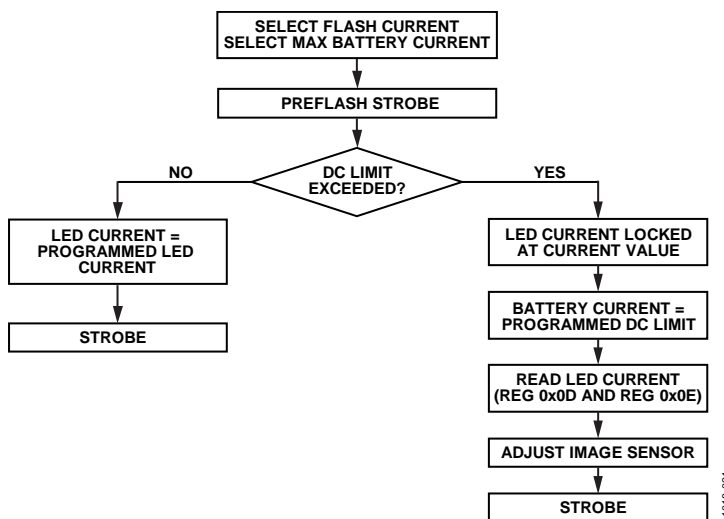 SELECT FLASH CURRENT
SELECT MAX BATTERY CURRENT
PREFLASH STROBE
DC LIMIT
EXCEEDED?
NO
YES
LED CURRENT =
PROGRAMMED LED
CURRENT
STROBE
LED CURRENT LOCKED
AT CURRENT VALUE
BATTERY CURRENT =
PROGRAMMED DC LIMIT
READ LED CURRENT
(REG 0x0D AND REG 0x0E)
ADJUST IMAGE SENSOR
STROBE